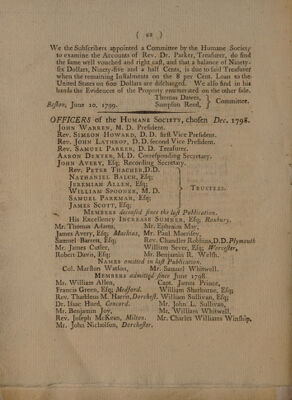 ( 62 )
We the Subscribers appointed a Committee by the Humane Society
to examine the Accounts of Rev. Dr. Parker, Treasurer, do find
the same well vouched and right cast, and that a balance of Ninety-
six Dollars, Ninety-five and a half Cents, is due to said Treasurer
when the remaining Instalments on the 8 per Cent. Loan to the
United States on 600 Dollars are discharged. We also find in his
hands the Evidences of the Property enumerated on the other side.
Thomas Dawes,
Sampson Reed, } Committee.
Boston, June 10, 1799.
OFFICERS of the HUMANE SOCIETY, chosen Dec. 1798.
JOHN WARREN, M. D. President.
Rev. SIMEON HOWARD, D. D. first Vice President.
Rev. JOHN LATHROP, D. D. second Vice President.
Rev. SAMUEL PARKER, D. D. Treasurer.
AARON DEXTER, M. D. Corresponding Secretary.
JOHN AVERY, Esq; Recording Secretary.
Rev. PETER THACHER, D.D.
NATHANIEL BALCH, Esq;
JEREMIAH ALLEN, Esq;
WILLIAM SPOONER, M. D.
SAMUEL PARKMAN, Esq;
JAMES SCOTT, Esq;
} TRUSTEES.
MEMBERS deceased since the last Publication.
His Excellency INCREASE SUMNER, Esq, Roxbury.
Mr. Thomas Adams, Mr. Ephraim May,
James Avery, Esq; Machias, Mr. Paul Moersley,
Samuel Barrett, Esq; Rev. Chandler Robbins, D.D. Plymouth
Mr. James Cutler, William Sever, Esq; Worcester,
Robert Davis, Esq; Mr. Benjamin R. Welsh.
NAMES omitted in last Publication.
Col. Marston Watson, Mr. Samuel Whitwell.
MEMBERS admitted since June 1798.
Mr. William Allen, Capt. James Prince,
Francis Green, Esq; Medford. William Sherburne, Esq;
Rev. Thaddeus M. Harris, Dorchest. William Sullivan, Esq;
Dr. Isaac Hurd, Concord. Mr. John L. Sullivan,
Mr. Benjamin Joy, Mr. William Whitwell,
Rev. Joseph McKean, Milton. Mr. Charles Williams Winship,
Mr. John Nicholson, Dorchester.